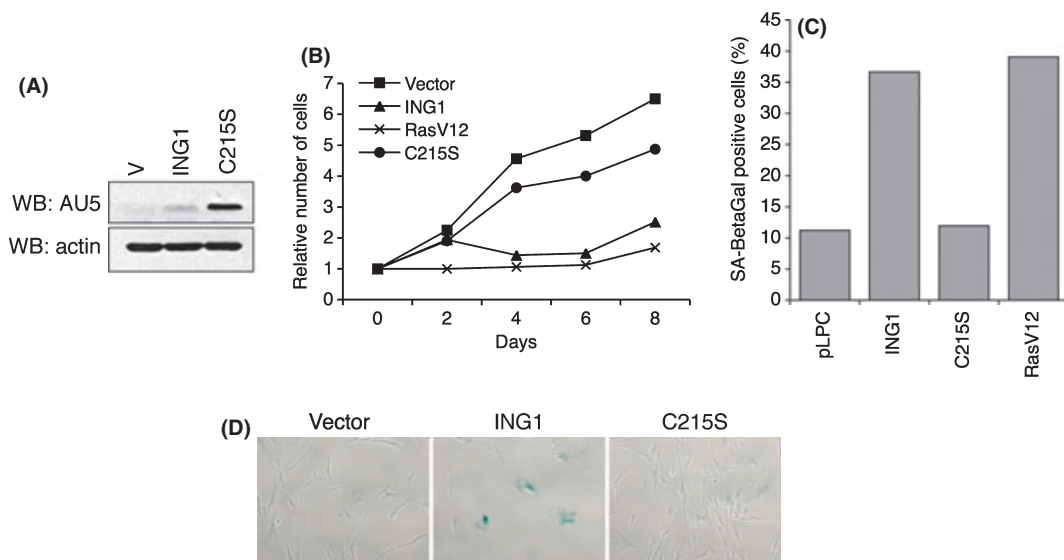 (A)
V
ING1
C215S
WB: AU5
WB: actin
(B)
Relative number of cells
7
6
5
4
3
2
1
0
Vector
ING1
RasV12
C215S
0 2 4 6 8
Days
(C)
SA-BetaGal positive cells (%)
45
40
35
30
25
20
15
10
5
0
pLPC
ING1
C215S
RasV12
(D)
Vector ING1 C215S